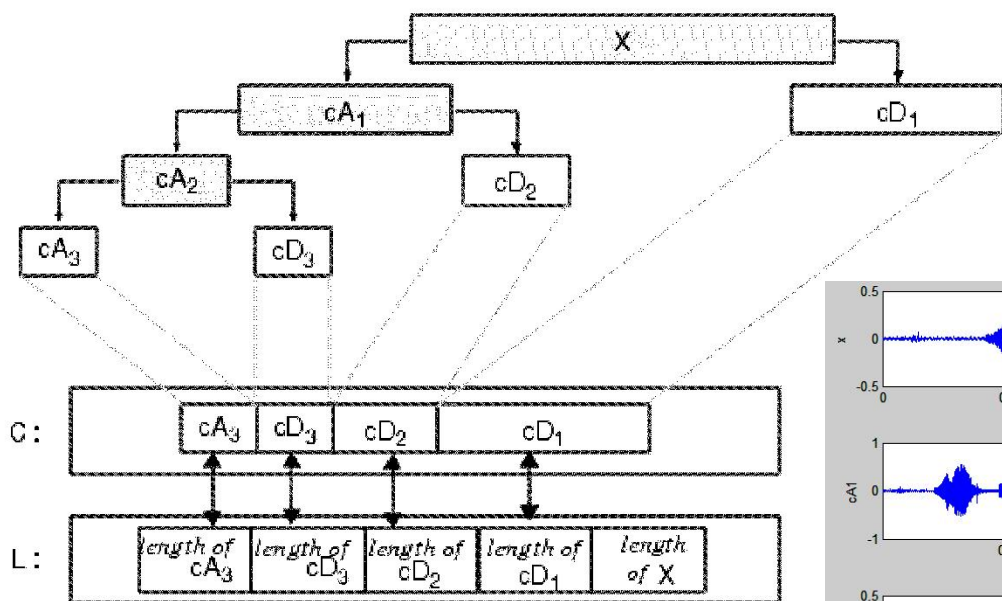 X
cA₁
cD₁
cA₂
cD₂
cA₃
cD₃
C: cA₃ cD₃ cD₂ cD₁
L: length of cA₃ length of cD₃ length of cD₂ length of cD₁ length of X
0.5
x
0
-0.5
0
1
cA1
0
-1
0.5